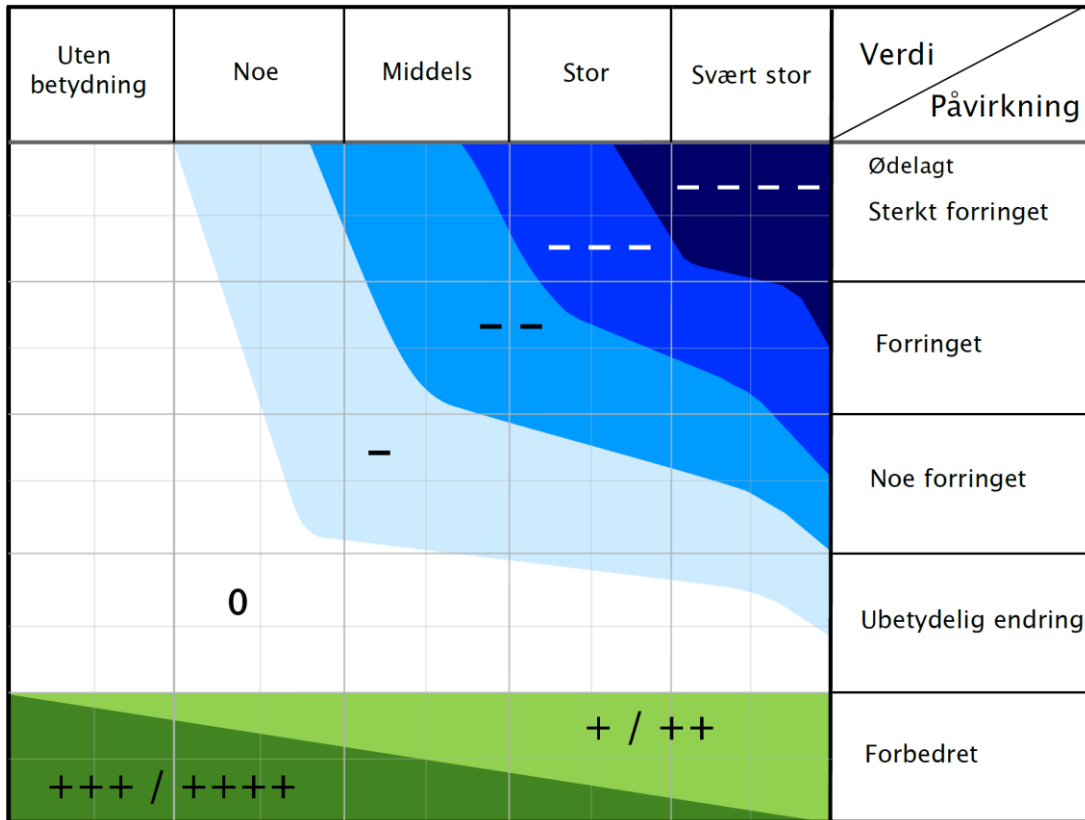 Uten
betydning
Noe
Middels
Stor
Svært stor
Verdi
Påvirkning
Ødelagt
Sterkt forringet
– – – –
– – –
Forringet
– –
Noe forringet
–
Ubetydelig endring
0
Forbedret
+ / ++
+++ / ++++